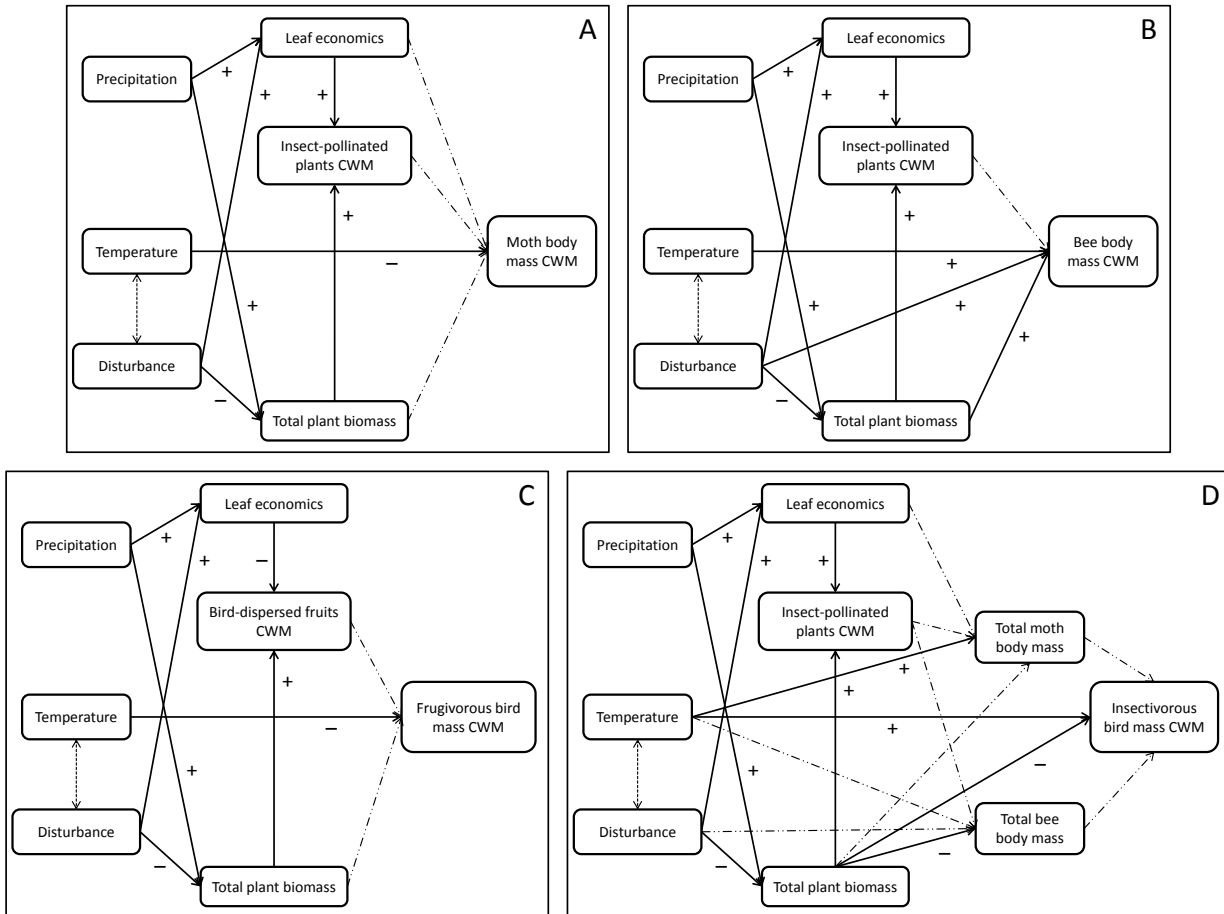 A
Leaf economics
Precipitation
+
+
+
Insect-pollinated
plants CWM
+
Moth body
mass CWM
Temperature
−
+
Disturbance
−
Total plant biomass
B
Leaf economics
Precipitation
+
+
+
Insect-pollinated
plants CWM
+
Bee body
mass CWM
Temperature
+
+
+
+
Disturbance
−
Total plant biomass
C
Leaf economics
Precipitation
+
+
−
Bird-dispersed fruits
CWM
+
Frugivorous bird
mass CWM
Temperature
−
+
Disturbance
−
Total plant biomass
D
Leaf economics
Precipitation
+
+
+
Insect-pollinated
plants CWM
Total moth
body mass
+
+
Temperature
+
Insectivorous
bird mass CWM
+
−
Disturbance
Total bee
body mass
−
−
Total plant biomass